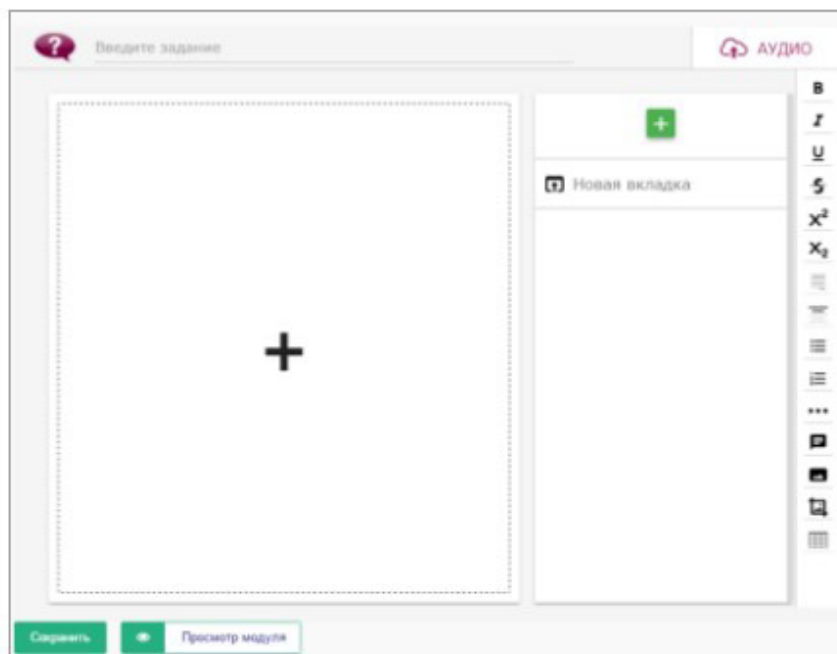 Введите задание
АУДИО
Новая вкладка
B
I
U
S
X²
X₂
Сохранить
Просмотр модуля